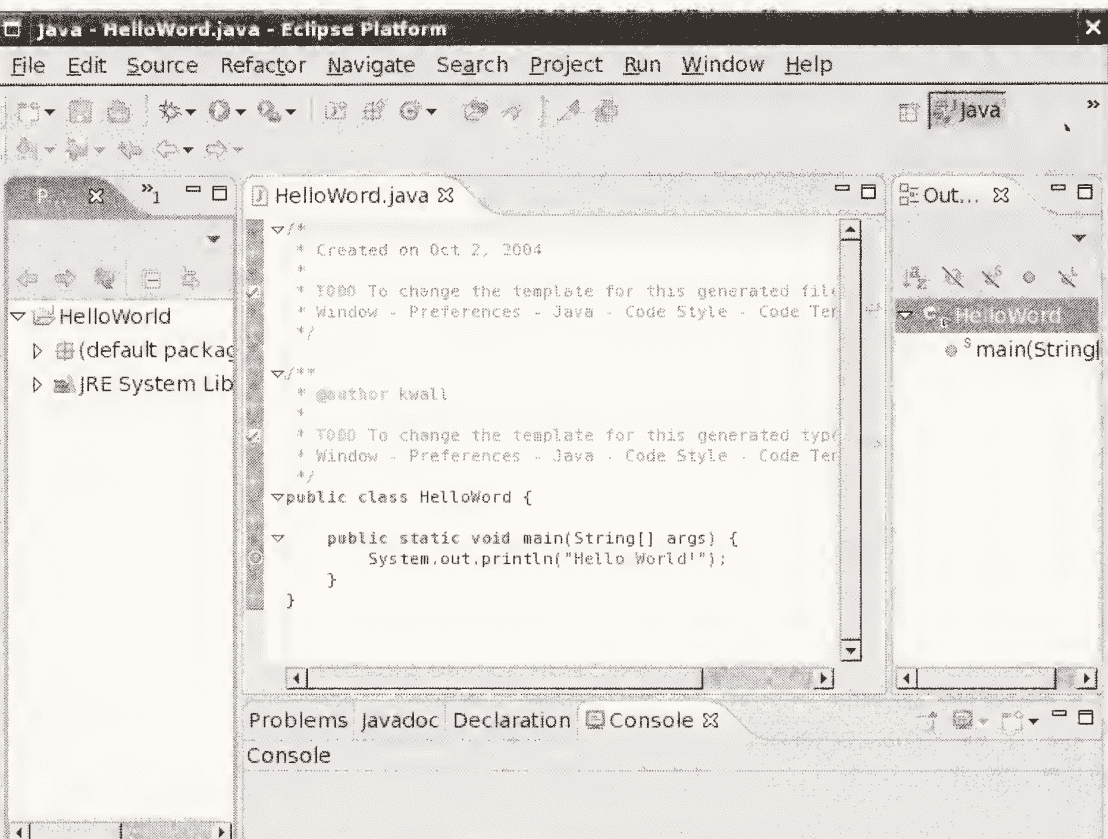 Java - HelloWord.java - Eclipse Platform
File Edit Source Refactor Navigate Search Project Run Window Help
Java
P...
HelloWord.java
Out...
/*
* Created on Oct 2, 2004
*
* TODO To change the template for this generated file
* Window - Preferences - Java - Code Style - Code Tem
*/
/**
* @author kwall
*
* TODO To change the template for this generated type
* Window - Preferences - Java - Code Style - Code Tem
*/
public class HelloWord {
public static void main(String[] args) {
System.out.println("Hello World!");
}
}
HelloWorld
(default packag
JRE System Lib
HelloWord
main(String[
Problems Javadoc Declaration Console
Console